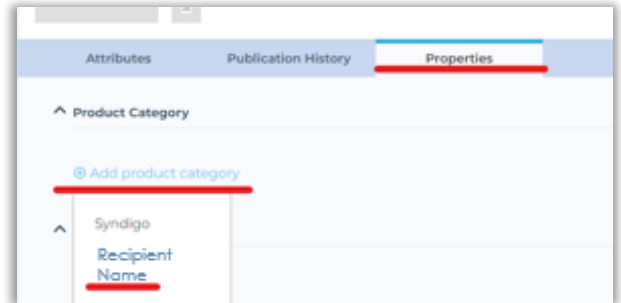 Attributes Publication History Properties
Product Category
Add product category
Syndigo
Recipient
Name